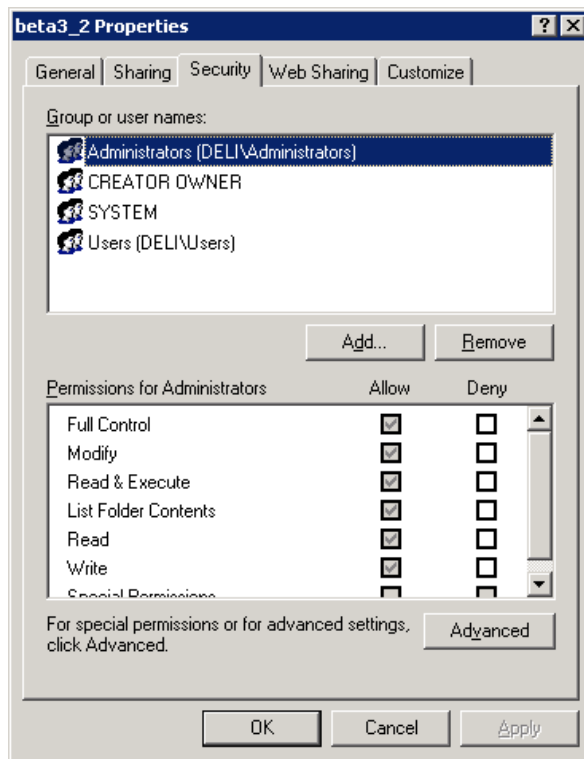 beta3_2 Properties
General Sharing Security Web Sharing Customize
Group or user names:
Administrators (DELI\Administrators)
CREATOR OWNER
SYSTEM
Users (DELI\Users)
Add... Remove
Permissions for Administrators Allow Deny
Full Control
Modify
Read & Execute
List Folder Contents
Read
Write
Special Permissions
For special permissions or for advanced settings, Advanced
click Advanced.
OK Cancel Apply